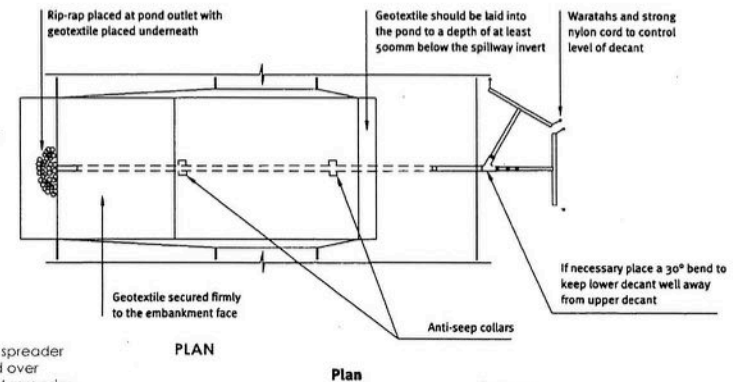 Rip-rap placed at pond outlet with
geotextile placed underneath
Geotextile should be laid into
the pond to a depth of at least
500mm below the spillway invert
Waratahs and strong
nylon cord to control
level of decant
Geotextile secured firmly
to the embankment face
Anti-seep collars
If necessary place a 30° bend to
keep lower decant well away
from upper decant
spreader
over
PLAN
Plan